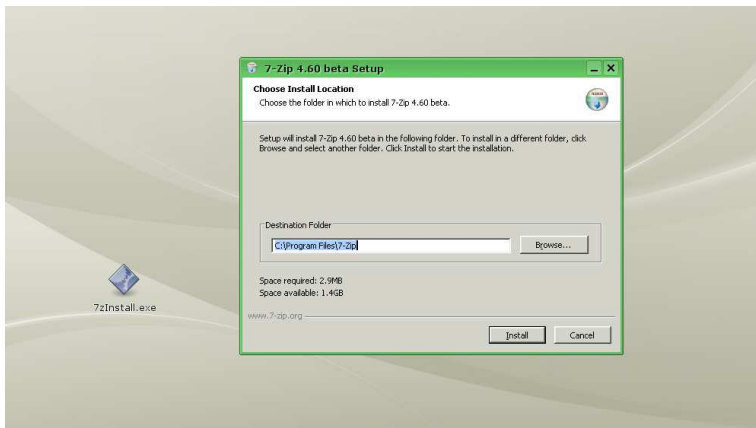 7-Zip 4.60 beta Setup
Choose Install Location
Choose the folder in which to install 7-Zip 4.60 beta.
Setup will install 7-Zip 4.60 beta in the following folder. To install in a different folder, click
Browse and select another folder. Click Install to start the installation.
Destination Folder
C:\Program Files\7-Zip
Browse...
Space required: 2.9MB
Space available: 1.4GB
7zInstall.exe
www.7-zip.org
Install
Cancel